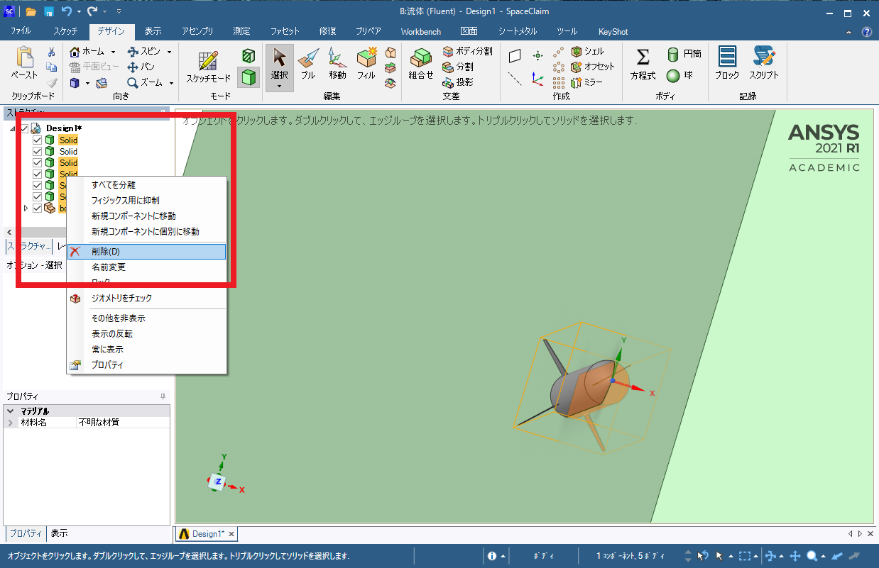 B:流体 (Fluent) - Design1 - SpaceClaim
ファイル スケッチ デザイン 表示 アセンブリ 測定 ファセット 修復 プリペア Workbench 図面 シートメタル ツール KeyShot
ペースト
クリップボード
ホーム スピン
平面ビュー パン
ズーム
向き
スケッチモード
モード
選択 プル 移動 フィル
編集
組合せ
ボディ分割
分割
投影
交差
シェル
オフセット
ミラー
作成
方程式
円筒
球
ボディ
ブロック スクリプト
記録
オブジェクトをクリックします。ダブルクリックして、エッジループを選択します。トリプルクリックしてソリッドを選択します.
Design1*
Solid
Solid
Solid
Solid
すべてを分離
フィジックス用に抑制
新規コンポーネントに移動
新規コンポーネントに個別に移動
削除(D)
名前変更
ロック
ジオメトリをチェック
その他を非表示
表示の反転
常に表示
プロパティ
オプション - 選択
プロパティ
マテリアル
材料名 不明な材質
プロパティ 表示
ANSYS
2021 R1
ACADEMIC
Y
X
Y
Z
X
Design1*
オブジェクトをクリックします。ダブルクリックして、エッジループを選択します。トリプルクリックしてソリッドを選択します.
ボディ
1 コンポーネント, 5 ボディ